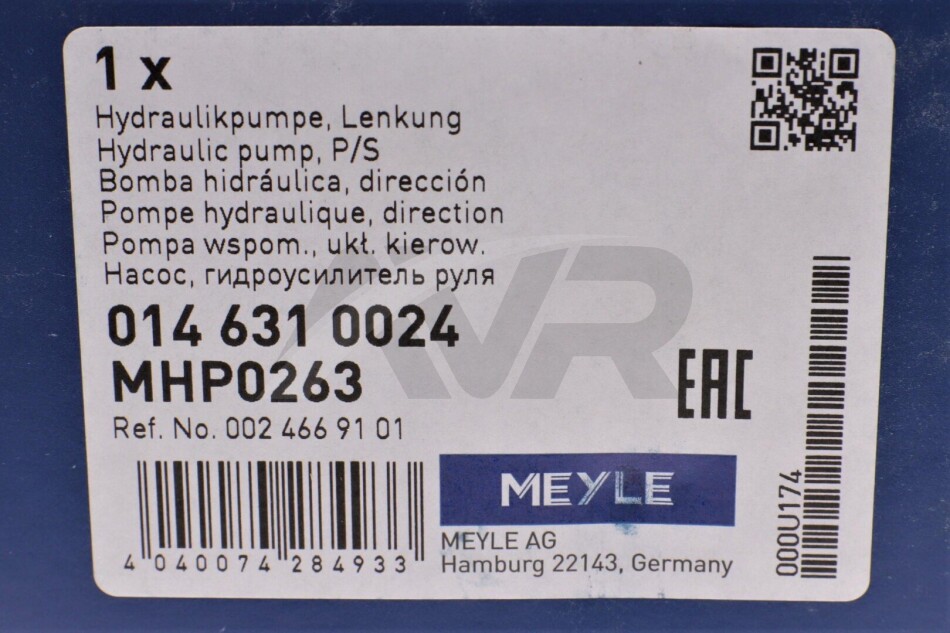 1 x
Hydraulikpumpe, Lenkung
Hydraulic pump, P/S
Bomba hidráulica, dirección
Pompe hydraulique, direction
Pompa wspom., ukł. kierow.
Насос, гидроусилитель руля
014 631 0024
MHP0263
Ref. No. 002 466 91 01
4 040074 284933
MEYLE
MEYLE AG
Hamburg 22143, Germany
EAC
000U174
VR